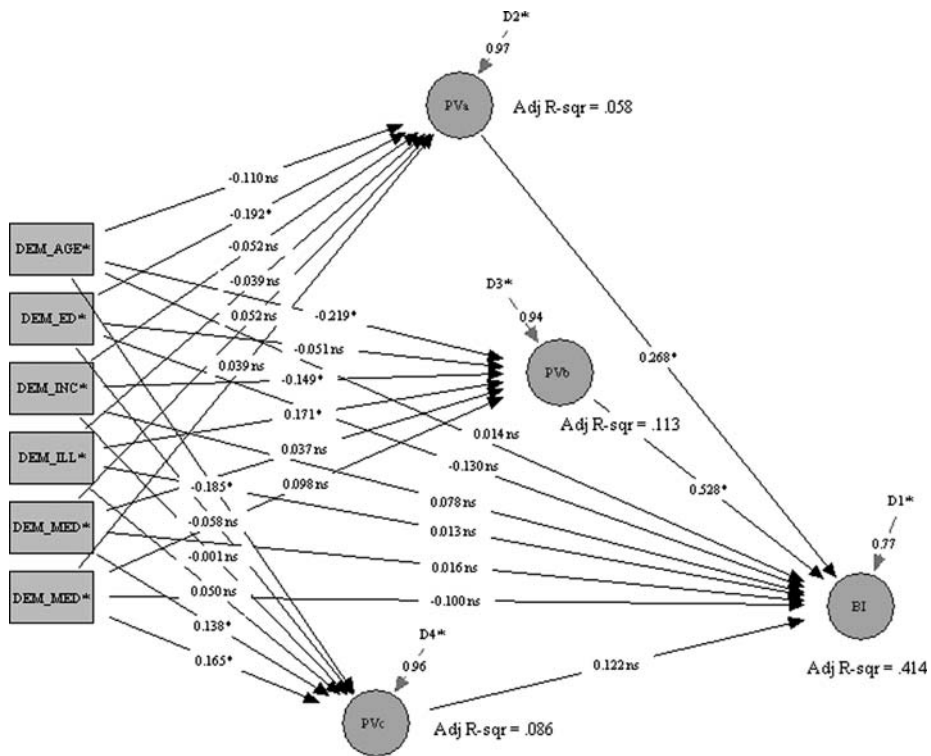 D2*
0.97
PVa
Adj R-sqr = .058
-0.110 ns
-0.192*
DEM_AGE*
-0.052 ns
-0.039 ns
D3*
DEM_ED*
0.052 ns
-0.219*
0.94
-0.051 ns
0.268*
0.039 ns
PVb
DEM_INC*
-0.149*
0.171*
Adj R-sqr = .113
0.014 ns
DEM_ILL*
0.037 ns
-0.130 ns
0.098 ns
-0.185*
0.528*
0.078 ns
D1*
DEM_MED*
-0.058 ns
0.013 ns
0.77
-0.001 ns
0.016 ns
DEM_MED*
0.050 ns
-0.100 ns
BI
0.138*
D4*
0.165*
0.96
0.122 ns
Adj R-sqr = .414
PVc
Adj R-sqr = .086